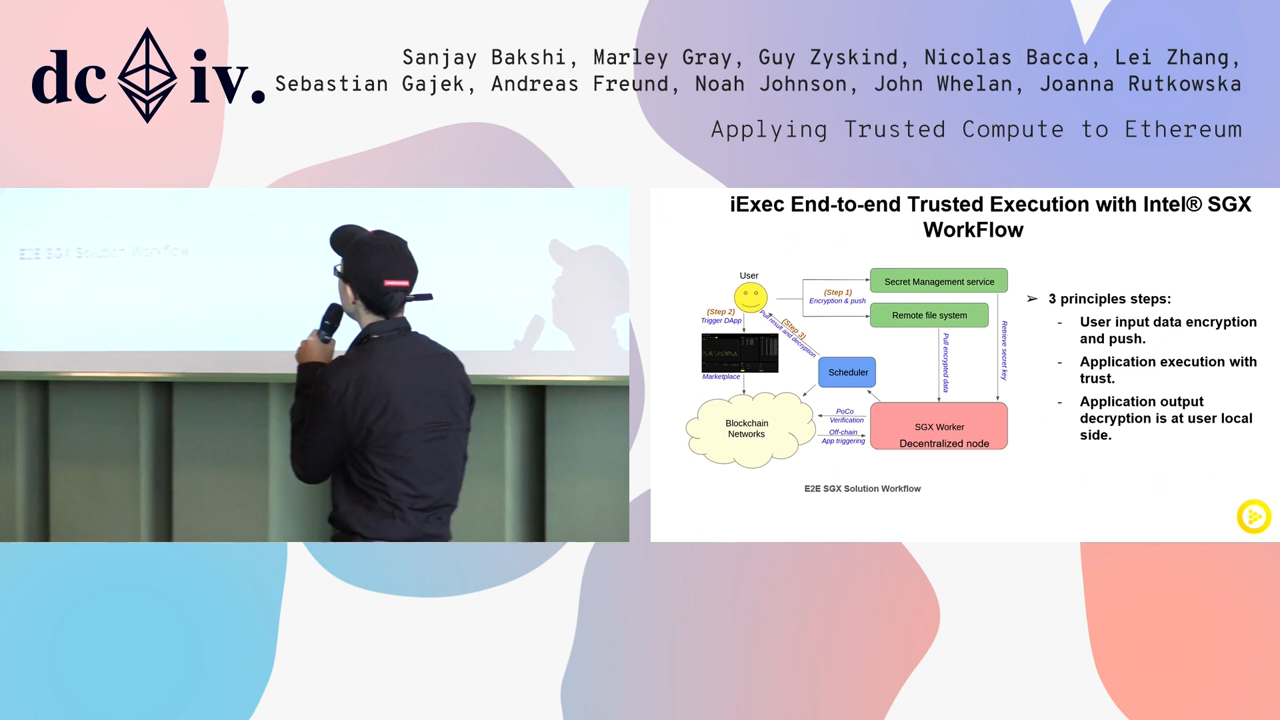 dc iv.
Sanjay Bakshi, Marley Gray, Guy Zyskind, Nicolas Bacca, Lei Zhang,
Sebastian Gajek, Andreas Freund, Noah Johnson, John Whelan, Joanna Rutkowska
Applying Trusted Compute to Ethereum
E2E SGX Solution Workflow
iExec End-to-end Trusted Execution with Intel® SGX
WorkFlow
User
(Step 1)
Encryption & push
Secret Management service
Remote file system
(Step 2)
Trigger DApp
(Step 3)
Pull result and decryption
Marketplace
Scheduler
Pull encrypted data
Retrieve secret key
Blockchain
Networks
PoCo
Verification
Off-chain
App triggering
SGX Worker
Decentralized node
E2E SGX Solution Workflow
➢ 3 principles steps:
- User input data encryption
and push.
- Application execution with
trust.
- Application output
decryption is at user local
side.